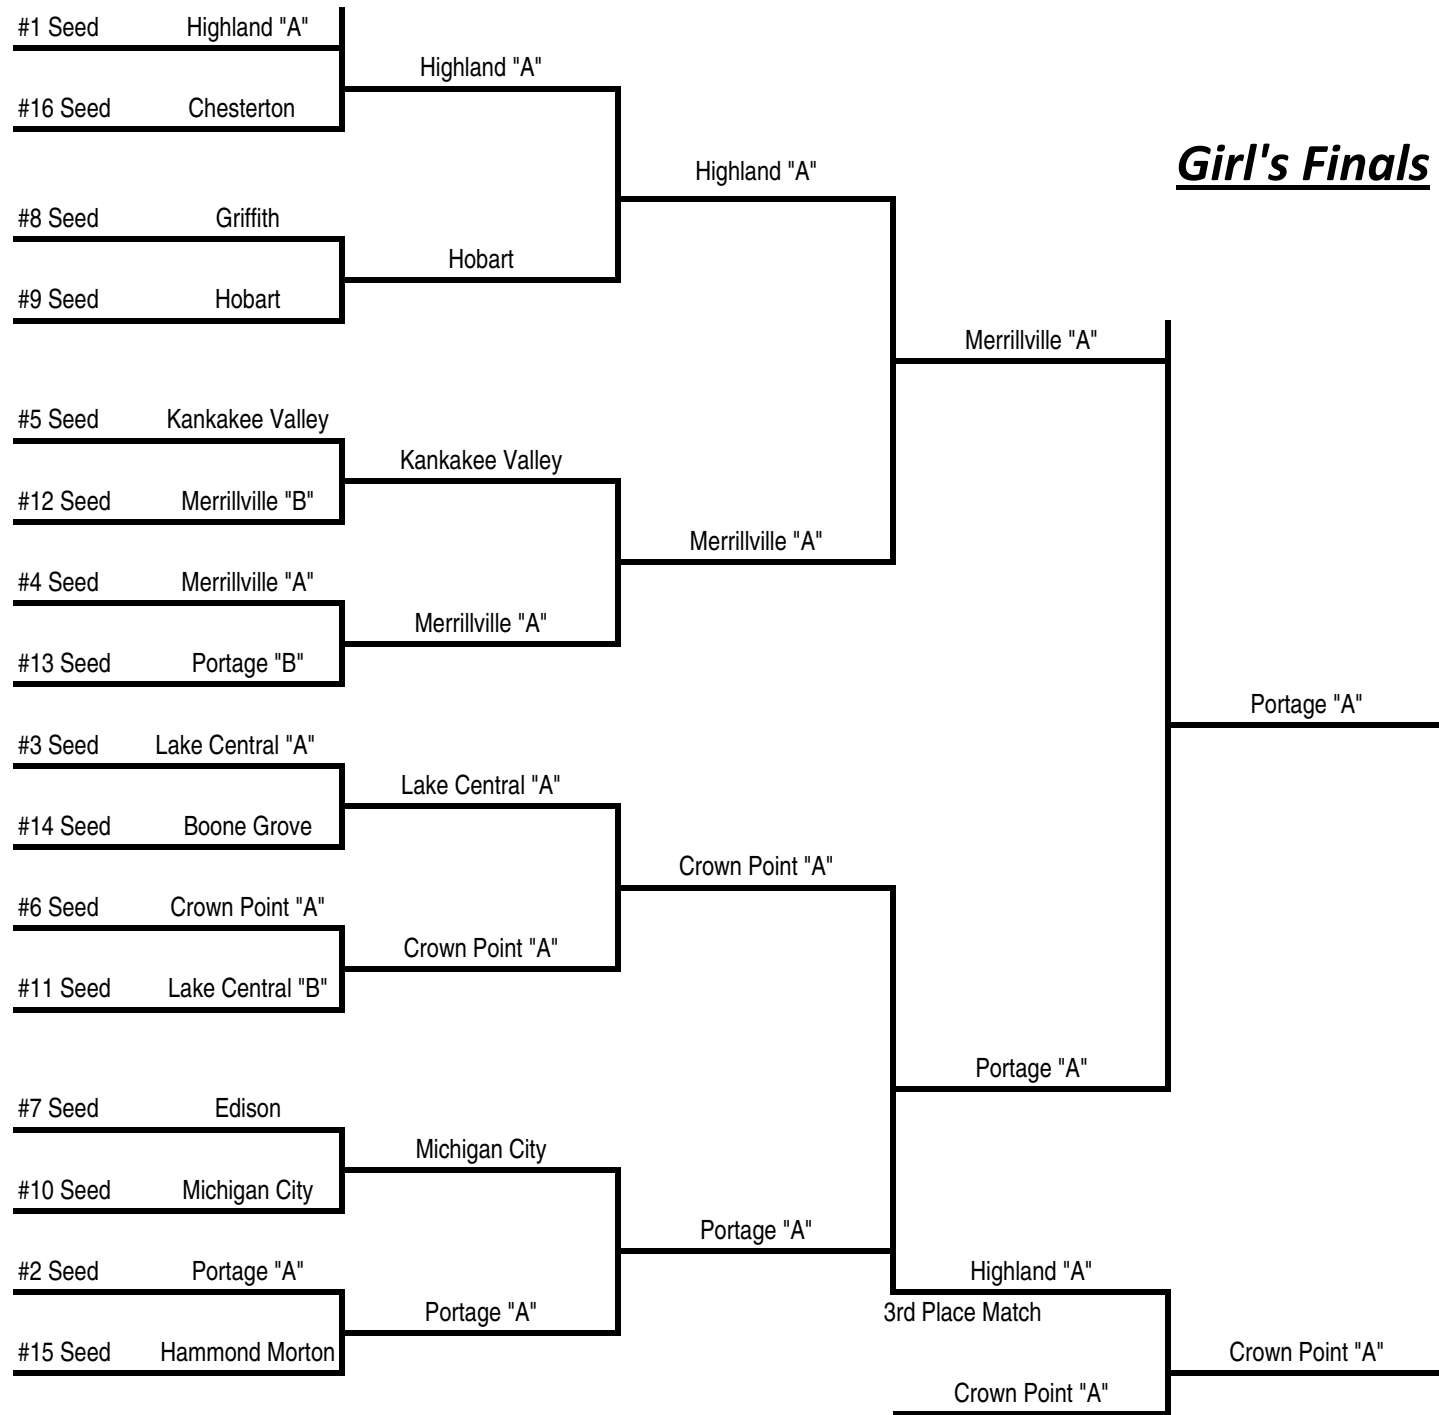 #1 Seed Highland "A"
Highland "A"
#16 Seed Chesterton
Girl's Finals
Highland "A"
#8 Seed Griffith
Hobart
#9 Seed Hobart
Merrillville "A"
#5 Seed Kankakee Valley
Kankakee Valley
#12 Seed Merrillville "B"
Merrillville "A"
#4 Seed Merrillville "A"
Merrillville "A"
#13 Seed Portage "B"
Portage "A"
#3 Seed Lake Central "A"
Lake Central "A"
#14 Seed Boone Grove
Crown Point "A"
#6 Seed Crown Point "A"
Crown Point "A"
#11 Seed Lake Central "B"
Portage "A"
#7 Seed Edison
Michigan City
#10 Seed Michigan City
Portage "A"
#2 Seed Portage "A"
Highland "A"
Portage "A"
3rd Place Match
#15 Seed Hammond Morton
Crown Point "A"
Crown Point "A"